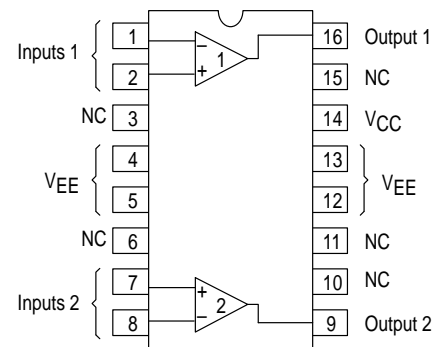 1 16 Output 1
Inputs 1
2 15 NC
1
NC 3 14 VCC
4 13
VEE VEE
5 12
NC 6 11 NC
7 10 NC
Inputs 2
2
8 9 Output 2